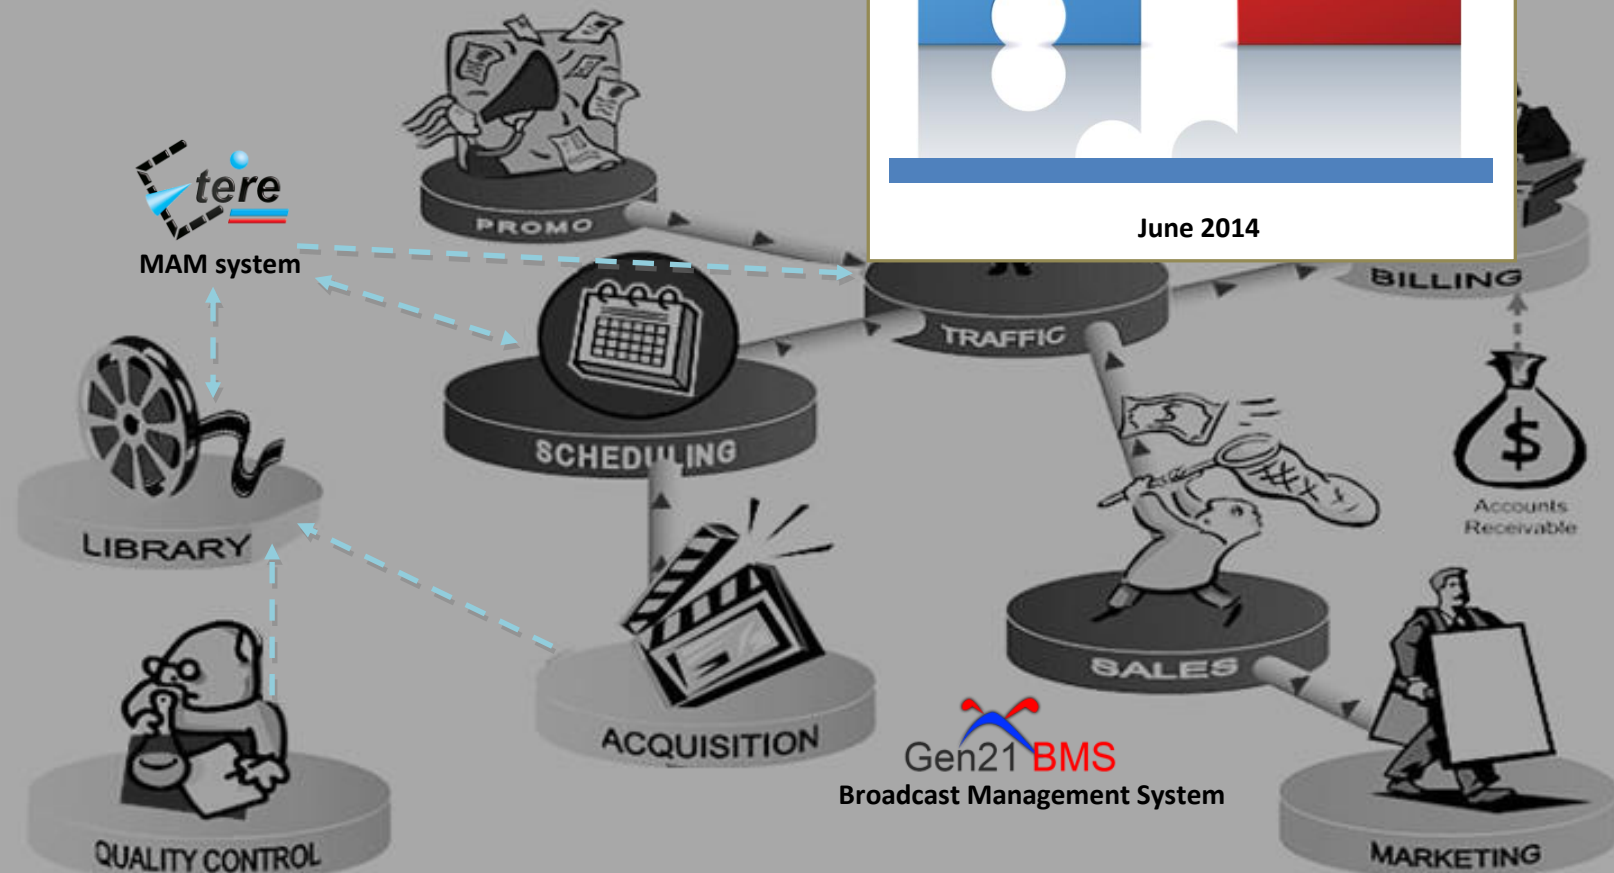 June 2014
Etere
MAM system
PROMO
BILLING
TRAFFIC
SCHEDULING
$
Accounts
Receivable
LIBRARY
SALES
ACQUISITION
Gen21 BMS
Broadcast Management System
QUALITY CONTROL
MARKETING